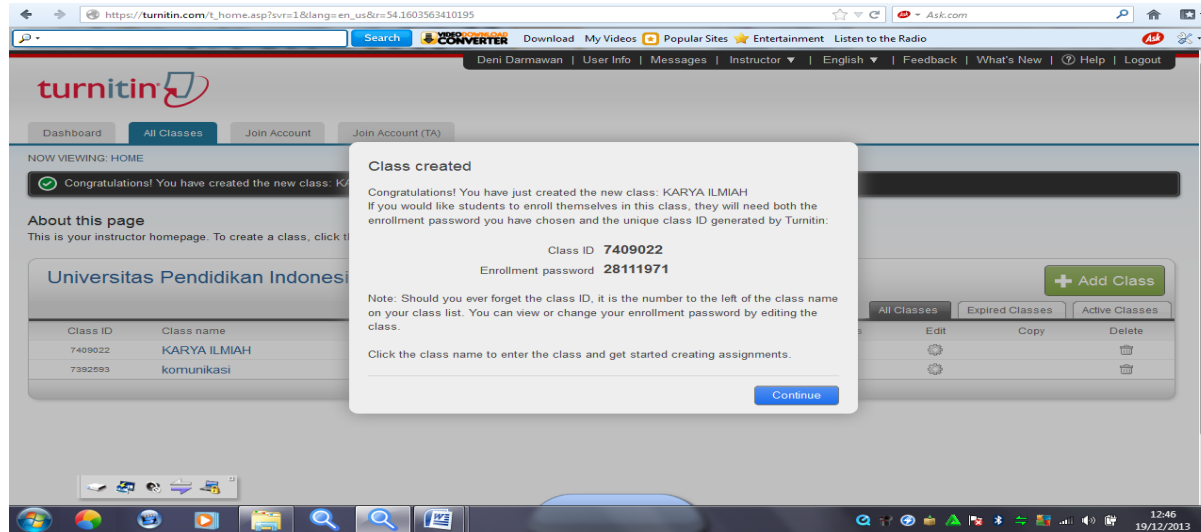 https://turnitin.com/t_home.asp?svr=1&lang=en_us&r=54.1603563410195
Ask.com
Search VIDEO DOWNLOAD CONVERTER Download My Videos Popular Sites Entertainment Listen to the Radio Ask
Deni Darmawan | User Info | Messages | Instructor ▼ | English ▼ | Feedback | What's New | ? Help | Logout
turnitin
Dashboard All Classes Join Account Join Account (TA)
NOW VIEWING: HOME
Congratulations! You have created the new class:
About this page
This is your instructor homepage. To create a class, click
Universitas Pendidikan
Add Class
All Classes Expired Classes Active Classes
Class ID Class name Edit Copy Delete
7409022 KARYA ILMIAH
7392593 komunikasi
Class created
Congratulations! You have just created the new class: KARYA ILMIAH
If you would like students to enroll themselves in this class, they will need both the
enrollment password you have chosen and the unique class ID generated by Turnitin:
Class ID 7409022
Enrollment password 28111971
Note: Should you ever forget the class ID, it is the number to the left of the class name
on your class list. You can view or change your enrollment password by editing the
class.
Click the class name to enter the class and get started creating assignments.
Continue
12:46
19/12/2013